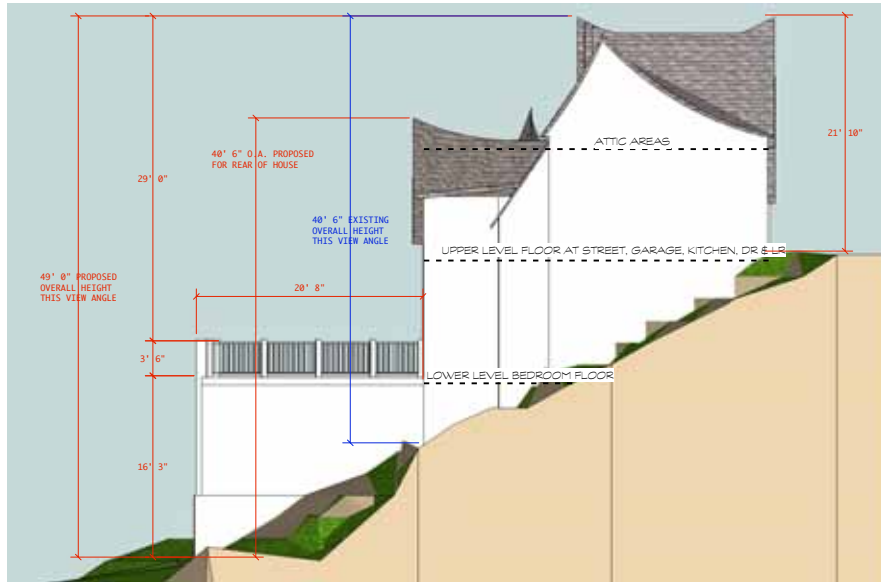 ATTIC AREAS
21' 10"
40' 6" O.A. PROPOSED
FOR REAR OF HOUSE
29' 0"
40' 6" EXISTING
OVERALL HEIGHT
THIS VIEW ANGLE
UPPER LEVEL FLOOR AT STREET, GARAGE, KITCHEN, DR & LR
49' 0" PROPOSED
OVERALL HEIGHT
THIS VIEW ANGLE
20' 8"
3' 6"
LOWER LEVEL BEDROOM FLOOR
16' 3"